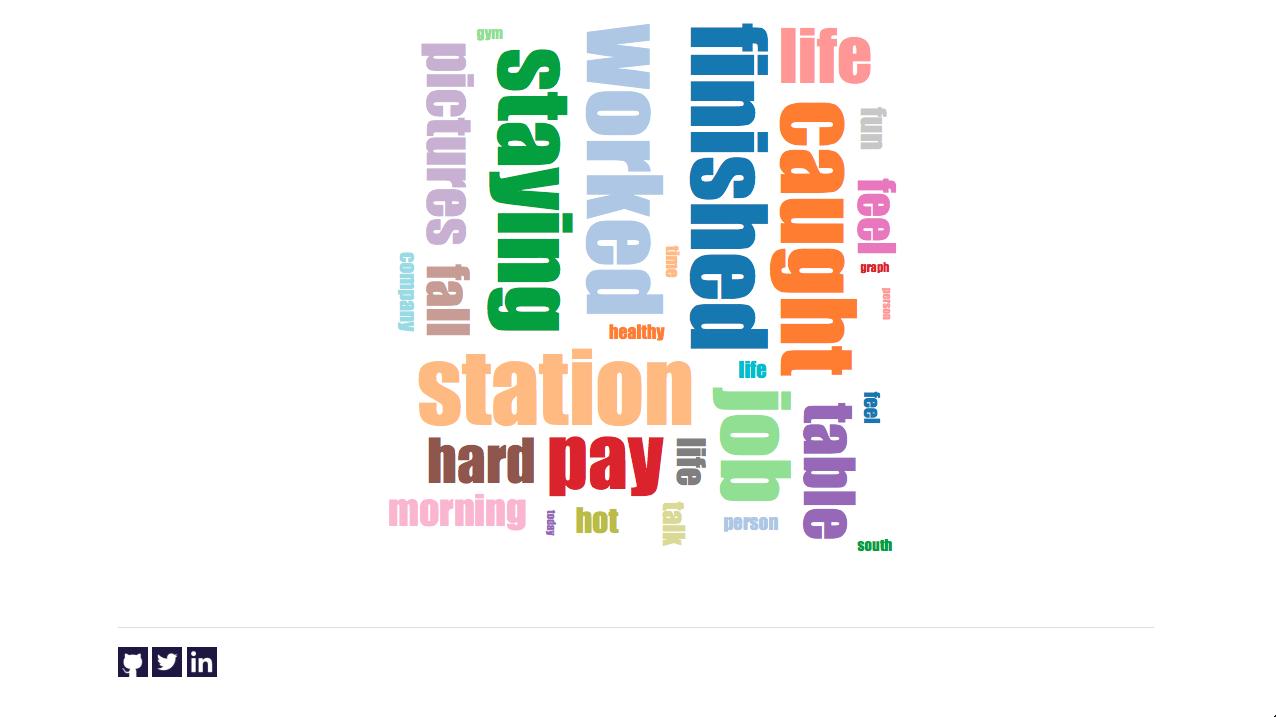 gym
pictures
staying
worked
finished
life
caught
fun
feel
graph
person
company
fall
time
healthy
life
station
job
feel
table
hard
pay
life
morning
today
hot
talk
person
south
in